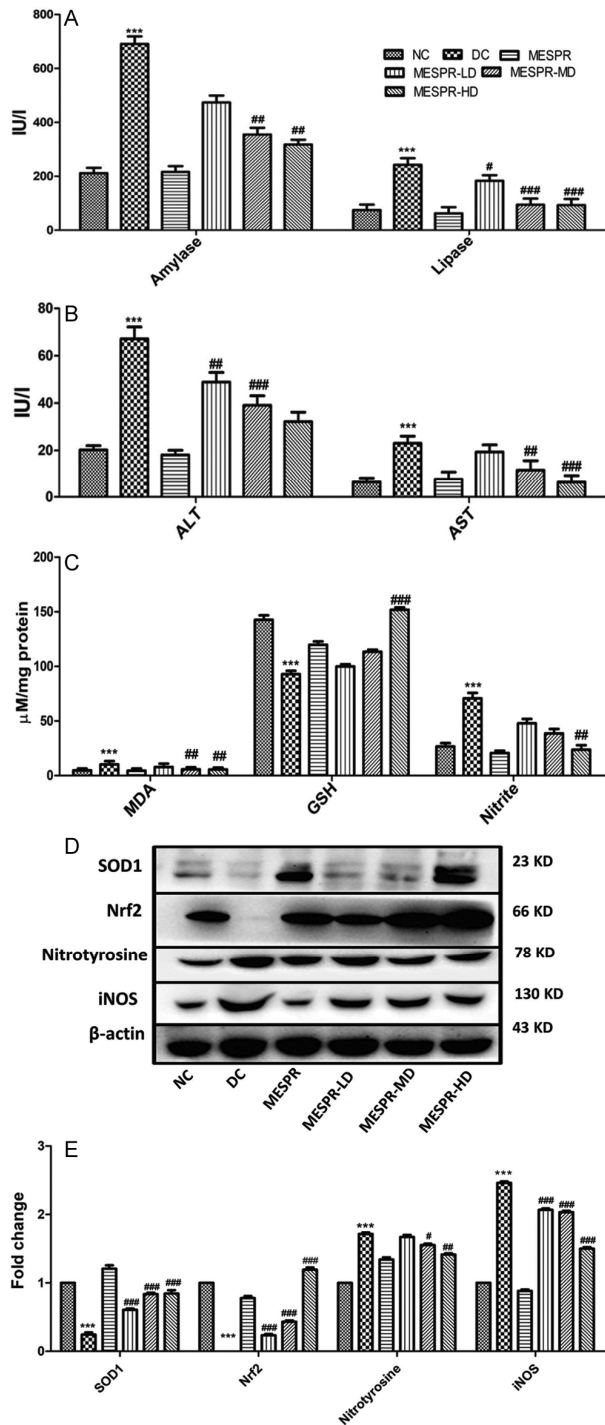 A
800
600
400
200
0
IU/l
NC DC MESPR
MESPR-LD MESPR-MD
MESPR-HD
***
##
##
***
#
###
###
Amylase
Lipase
B
80
60
40
20
0
IU/l
***
##
###
***
##
###
ALT
AST
C
200
150
100
50
0
μM/mg protein
***
##
##
***
###
***
##
MDA
GSH
Nitrite
D
SOD1 23 KD
Nrf2 66 KD
Nitrotyrosine 78 KD
iNOS 130 KD
β-actin 43 KD
NC DC MESPR MESPR-LD MESPR-MD MESPR-HD
E
3
2
1
0
Fold change
***
###
###
###
***
###
###
###
***
#
##
***
###
###
###
SOD1
Nrf2
Nitrotyrosine
iNOS